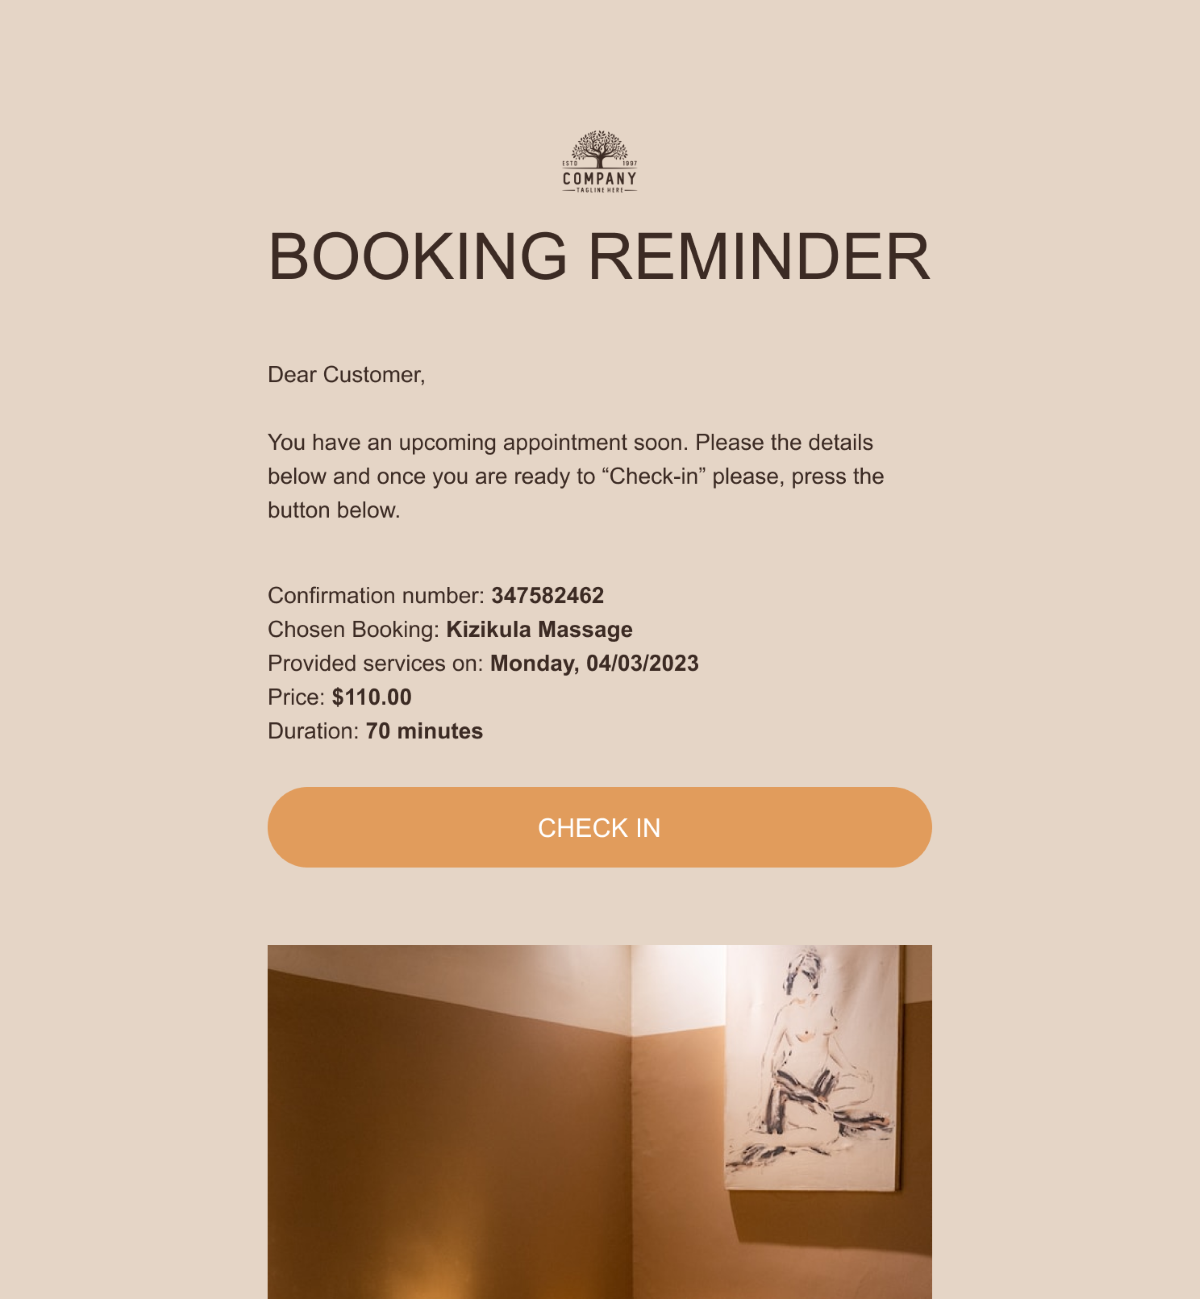 ESTD 1997
COMPANY
TAGLINE HERE
BOOKING REMINDER
Dear Customer,
You have an upcoming appointment soon. Please the details
below and once you are ready to “Check-in” please, press the
button below.
Confirmation number: 347582462
Chosen Booking: Kizikula Massage
Provided services on: Monday, 04/03/2023
Price: $110.00
Duration: 70 minutes
CHECK IN